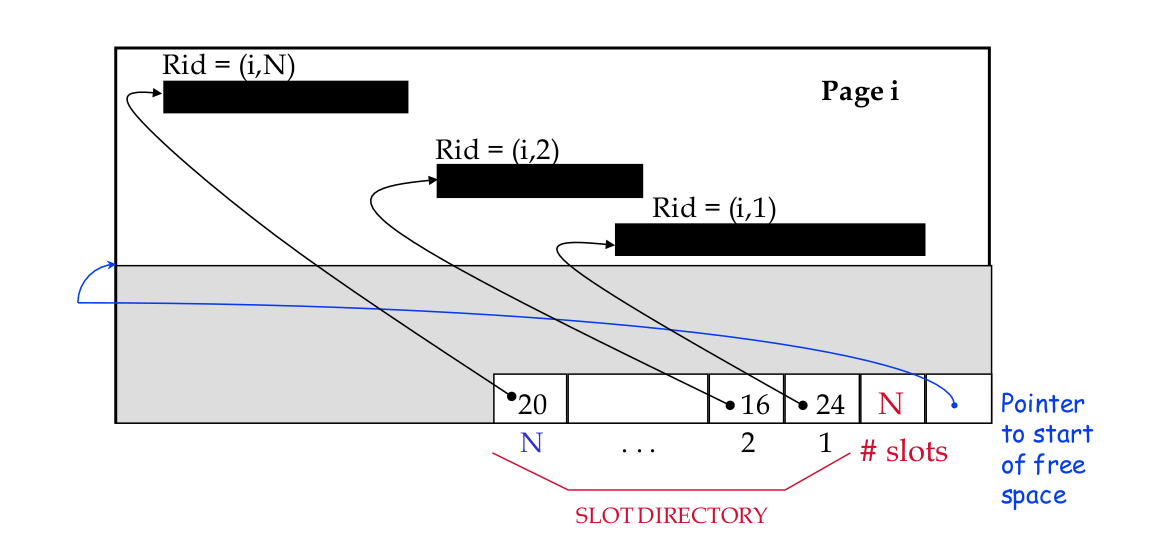 Rid = (i,N)
Page i
Rid = (i,2)
Rid = (i,1)
20
16
24
N
N
. . .
2
1
# slots
Pointer
to start
of free
space
SLOT DIRECTORY